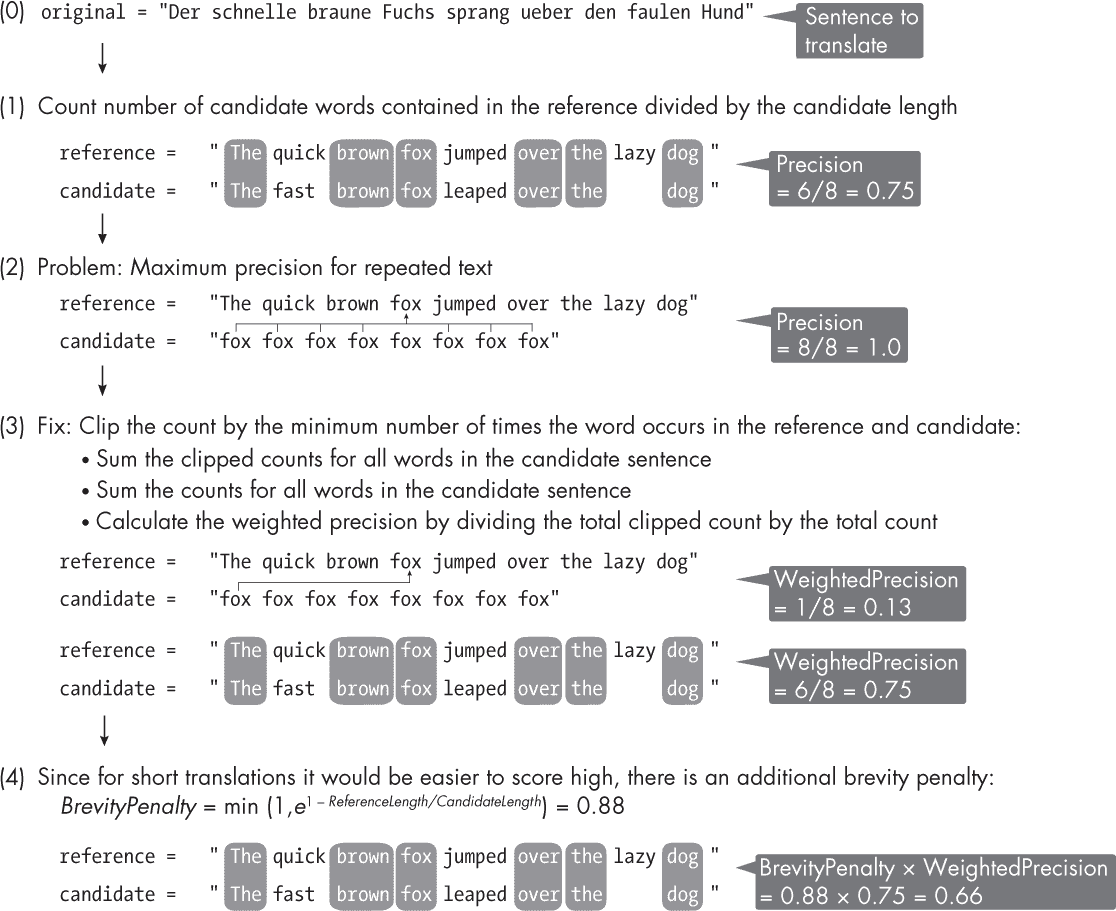 (0) original = "Der schnelle braune Fuchs sprang ueber den faulen Hund"
Sentence to
translate
(1) Count number of candidate words contained in the reference divided by the candidate length
reference = " The quick brown fox jumped over the lazy dog "
candidate = " The fast brown fox leaped over the dog "
Precision
= 6/8 = 0.75
(2) Problem: Maximum precision for repeated text
reference = "The quick brown fox jumped over the lazy dog"
candidate = "fox fox fox fox fox fox fox fox"
Precision
= 8/8 = 1.0
(3) Fix: Clip the count by the minimum number of times the word occurs in the reference and candidate:
• Sum the clipped counts for all words in the candidate sentence
• Sum the counts for all words in the candidate sentence
• Calculate the weighted precision by dividing the total clipped count by the total count
reference = "The quick brown fox jumped over the lazy dog"
candidate = "fox fox fox fox fox fox fox fox"
WeightedPrecision
= 1/8 = 0.13
reference = " The quick brown fox jumped over the lazy dog "
candidate = " The fast brown fox leaped over the dog "
WeightedPrecision
= 6/8 = 0.75
(4) Since for short translations it would be easier to score high, there is an additional brevity penalty:
BrevityPenalty = min (1,e1 – ReferenceLength/CandidateLength) = 0.88
reference = " The quick brown fox jumped over the lazy dog "
candidate = " The fast brown fox leaped over the dog "
BrevityPenalty × WeightedPrecision
= 0.88 × 0.75 = 0.66